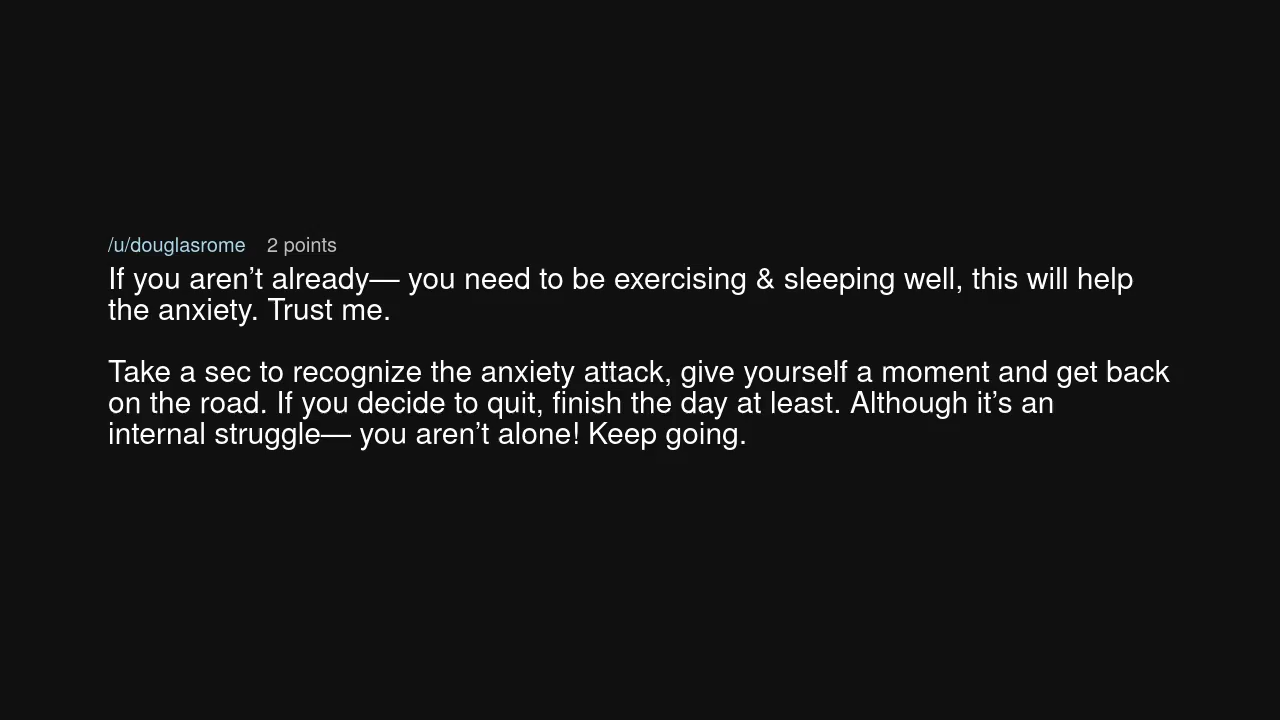 /u/douglasrome 2 points
If you aren’t already— you need to be exercising & sleeping well, this will help
the anxiety. Trust me.
Take a sec to recognize the anxiety attack, give yourself a moment and get back
on the road. If you decide to quit, finish the day at least. Although it’s an
internal struggle— you aren’t alone! Keep going.